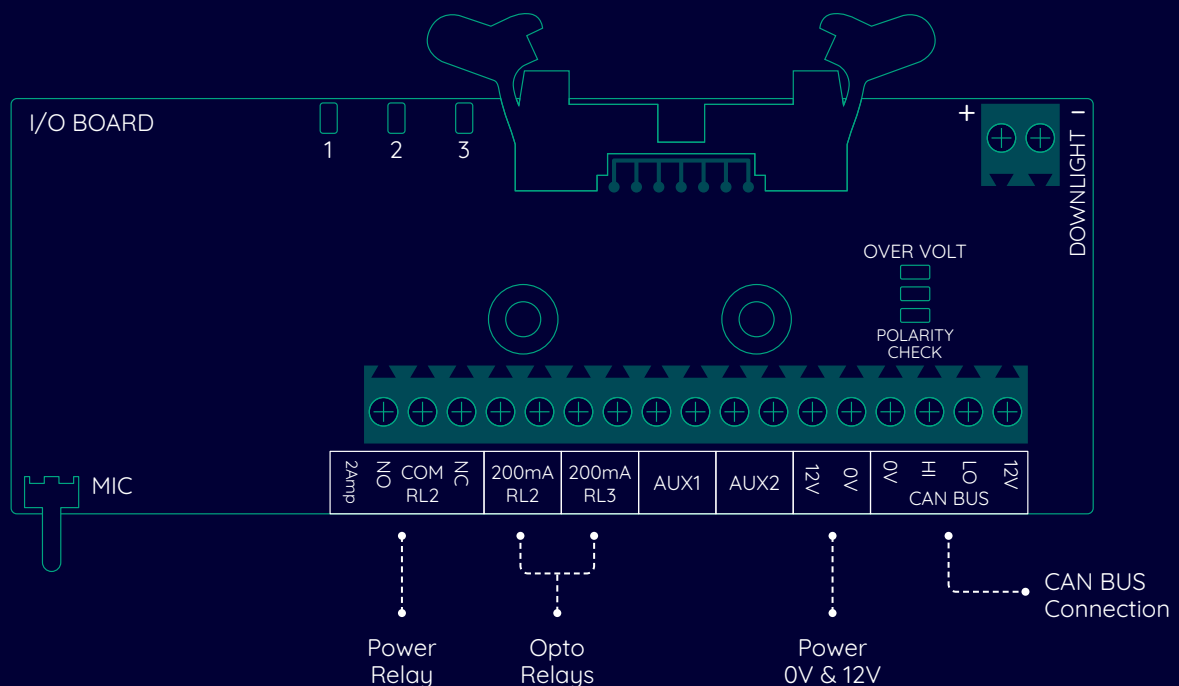 I/O BOARD
1
2
3
+
-
DOWNLIGHT
OVER VOLT
POLARITY
CHECK
MIC
2Amp
NO
COM
RL2
NC
200mA
RL2
200mA
RL3
AUX1
AUX2
12V
0V
0V
HI
LO
12V
CAN BUS
Power
Relay
Opto
Relays
Power
0V & 12V
CAN BUS
Connection